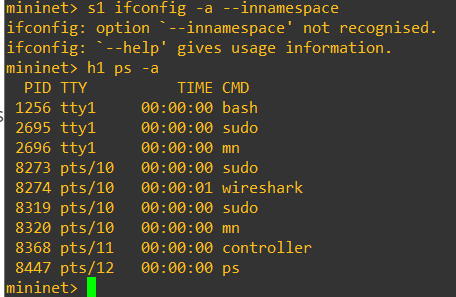 mininet> s1 ifconfig -a --innamespace
ifconfig: option `--innamespace' not recognised.
ifconfig: `--help' gives usage information.
mininet> h1 ps -a
PID TTY TIME CMD
1256 tty1 00:00:00 bash
2695 tty1 00:00:00 sudo
2696 tty1 00:00:00 mn
8273 pts/10 00:00:00 sudo
8274 pts/10 00:00:01 wireshark
8319 pts/10 00:00:00 sudo
8320 pts/10 00:00:00 mn
8368 pts/11 00:00:00 controller
8447 pts/12 00:00:00 ps
mininet>